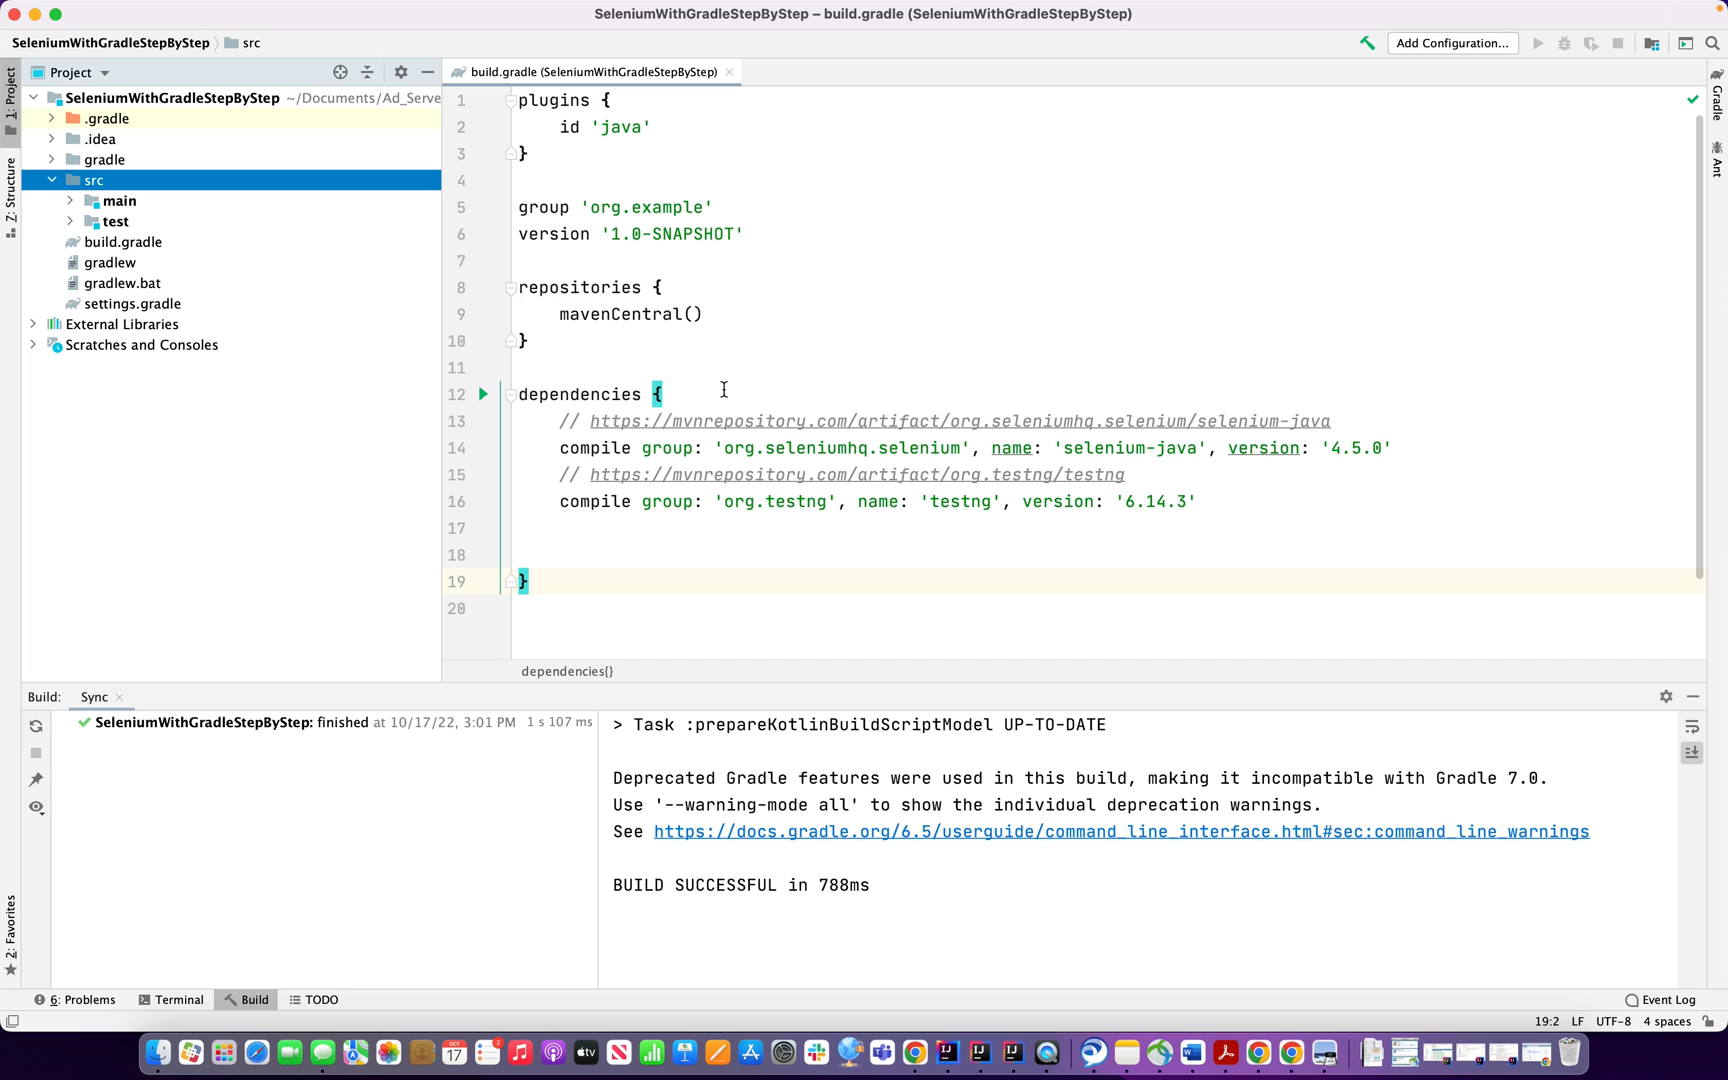 SeleniumWithGradleStepByStep – build.gradle (SeleniumWithGradleStepByStep)
SeleniumWithGradleStepByStep
src
Add Configuration...
1: Project
Z: Structure
2: Favorites
Project
SeleniumWithGradleStepByStep ~/Documents/Ad_Serve
.gradle
.idea
gradle
src
main
test
build.gradle
gradlew
gradlew.bat
settings.gradle
External Libraries
Scratches and Consoles
build.gradle (SeleniumWithGradleStepByStep)
1 plugins {
2 id 'java'
3 }
4
5 group 'org.example'
6 version '1.0-SNAPSHOT'
7
8 repositories {
9 mavenCentral()
10 }
11
12 dependencies {
13 // https://mvnrepository.com/artifact/org.seleniumhq.selenium/selenium-java
14 compile group: 'org.seleniumhq.selenium', name: 'selenium-java', version: '4.5.0'
15 // https://mvnrepository.com/artifact/org.testng/testng
16 compile group: 'org.testng', name: 'testng', version: '6.14.3'
17
18
19 }
20
dependencies{}
Gradle
Ant
Build: Sync
SeleniumWithGradleStepByStep: finished at 10/17/22, 3:01 PM 1 s 107 ms
> Task :prepareKotlinBuildScriptModel UP-TO-DATE
Deprecated Gradle features were used in this build, making it incompatible with Gradle 7.0.
Use '--warning-mode all' to show the individual deprecation warnings.
See https://docs.gradle.org/6.5/userguide/command_line_interface.html#sec:command_line_warnings
BUILD SUCCESSFUL in 788ms
6: Problems Terminal Build TODO Event Log
19:2 LF UTF-8 4 spaces
OCT
17
2
tv